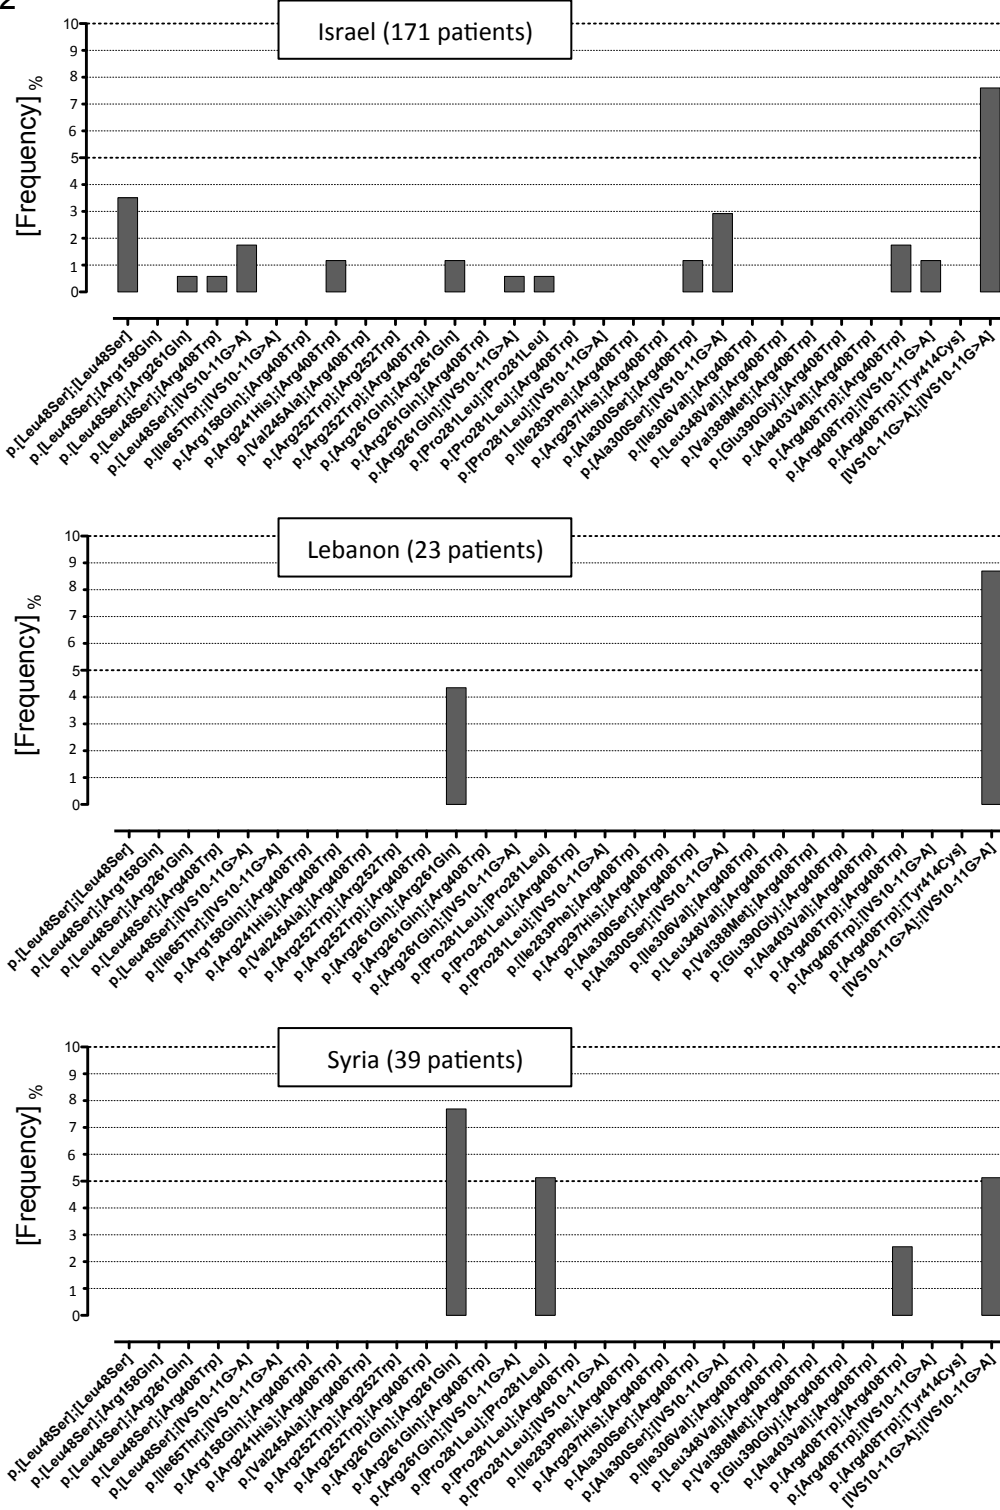 2
Israel (171 patients)
[Frequency] %
10
9
8
7
6
5
4
3
2
1
0
p.[Leu48Ser];[Leu48Ser]
p.[Leu48Ser];[Arg158Gln]
p.[Leu48Ser];[Arg261Gln]
p.[Leu48Ser];[Arg408Trp]
p.[Leu48Ser];[IVS10-11G>A]
p.[Ile65Thr];[IVS10-11G>A]
p.[Arg158Gln];[Arg408Trp]
p.[Arg241His];[Arg408Trp]
p.[Val245Ala];[Arg408Trp]
p.[Arg252Trp];[Arg252Trp]
p.[Arg252Trp];[Arg408Trp]
p.[Arg261Gln];[Arg261Gln]
p.[Arg261Gln];[Arg408Trp]
p.[Arg261Gln];[IVS10-11G>A]
p.[Pro281Leu];[Pro281Leu]
p.[Pro281Leu];[Arg408Trp]
p.[Pro281Leu];[IVS10-11G>A]
p.[Ile283Phe];[Arg408Trp]
p.[Arg297His];[Arg408Trp]
p.[Ala300Ser];[Arg408Trp]
p.[Ala300Ser];[IVS10-11G>A]
p.[Ile306Val];[Arg408Trp]
p.[Leu348Val];[Arg408Trp]
p.[Val388Met];[Arg408Trp]
p.[Glu390Gly];[Arg408Trp]
p.[Ala403Val];[Arg408Trp]
p.[Arg408Trp];[Arg408Trp]
p.[Arg408Trp];[IVS10-11G>A]
p.[Arg408Trp];[Tyr414Cys]
[IVS10-11G>A];[IVS10-11G>A]
Lebanon (23 patients)
[Frequency] %
10
9
8
7
6
5
4
3
2
1
0
p.[Leu48Ser];[Leu48Ser]
p.[Leu48Ser];[Arg158Gln]
p.[Leu48Ser];[Arg261Gln]
p.[Leu48Ser];[Arg408Trp]
p.[Leu48Ser];[IVS10-11G>A]
p.[Ile65Thr];[IVS10-11G>A]
p.[Arg158Gln];[Arg408Trp]
p.[Arg241His];[Arg408Trp]
p.[Val245Ala];[Arg408Trp]
p.[Arg252Trp];[Arg252Trp]
p.[Arg252Trp];[Arg408Trp]
p.[Arg261Gln];[Arg261Gln]
p.[Arg261Gln];[Arg408Trp]
p.[Arg261Gln];[IVS10-11G>A]
p.[Pro281Leu];[Pro281Leu]
p.[Pro281Leu];[Arg408Trp]
p.[Pro281Leu];[IVS10-11G>A]
p.[Ile283Phe];[Arg408Trp]
p.[Arg297His];[Arg408Trp]
p.[Ala300Ser];[Arg408Trp]
p.[Ala300Ser];[IVS10-11G>A]
p.[Ile306Val];[Arg408Trp]
p.[Leu348Val];[Arg408Trp]
p.[Val388Met];[Arg408Trp]
p.[Glu390Gly];[Arg408Trp]
p.[Ala403Val];[Arg408Trp]
p.[Arg408Trp];[Arg408Trp]
p.[Arg408Trp];[IVS10-11G>A]
p.[Arg408Trp];[Tyr414Cys]
[IVS10-11G>A];[IVS10-11G>A]
Syria (39 patients)
[Frequency] %
10
9
8
7
6
5
4
3
2
1
0
p.[Leu48Ser];[Leu48Ser]
p.[Leu48Ser];[Arg158Gln]
p.[Leu48Ser];[Arg261Gln]
p.[Leu48Ser];[Arg408Trp]
p.[Leu48Ser];[IVS10-11G>A]
p.[Ile65Thr];[IVS10-11G>A]
p.[Arg158Gln];[Arg408Trp]
p.[Arg241His];[Arg408Trp]
p.[Val245Ala];[Arg408Trp]
p.[Arg252Trp];[Arg252Trp]
p.[Arg252Trp];[Arg408Trp]
p.[Arg261Gln];[Arg261Gln]
p.[Arg261Gln];[Arg408Trp]
p.[Arg261Gln];[IVS10-11G>A]
p.[Pro281Leu];[Pro281Leu]
p.[Pro281Leu];[Arg408Trp]
p.[Pro281Leu];[IVS10-11G>A]
p.[Ile283Phe];[Arg408Trp]
p.[Arg297His];[Arg408Trp]
p.[Ala300Ser];[Arg408Trp]
p.[Ala300Ser];[IVS10-11G>A]
p.[Ile306Val];[Arg408Trp]
p.[Leu348Val];[Arg408Trp]
p.[Val388Met];[Arg408Trp]
p.[Glu390Gly];[Arg408Trp]
p.[Ala403Val];[Arg408Trp]
p.[Arg408Trp];[Arg408Trp]
p.[Arg408Trp];[IVS10-11G>A]
p.[Arg408Trp];[Tyr414Cys]
[IVS10-11G>A];[IVS10-11G>A]